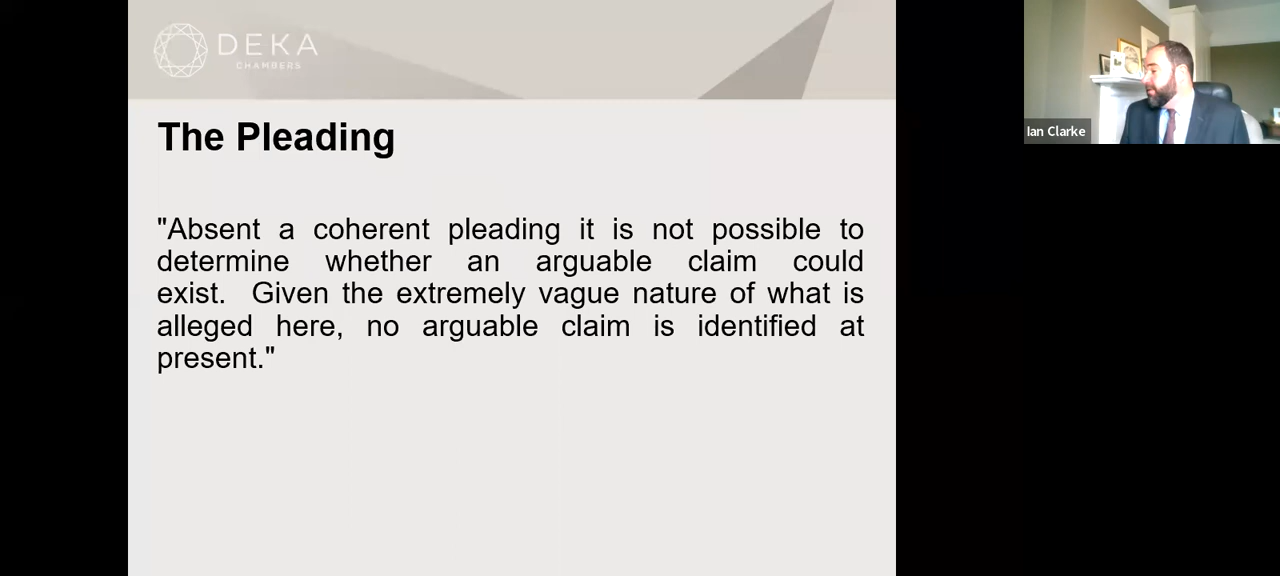 DEKA
CHAMBERS
Ian Clarke
The Pleading
"Absent a coherent pleading it is not possible to
determine whether an arguable claim could
exist. Given the extremely vague nature of what is
alleged here, no arguable claim is identified at
present."